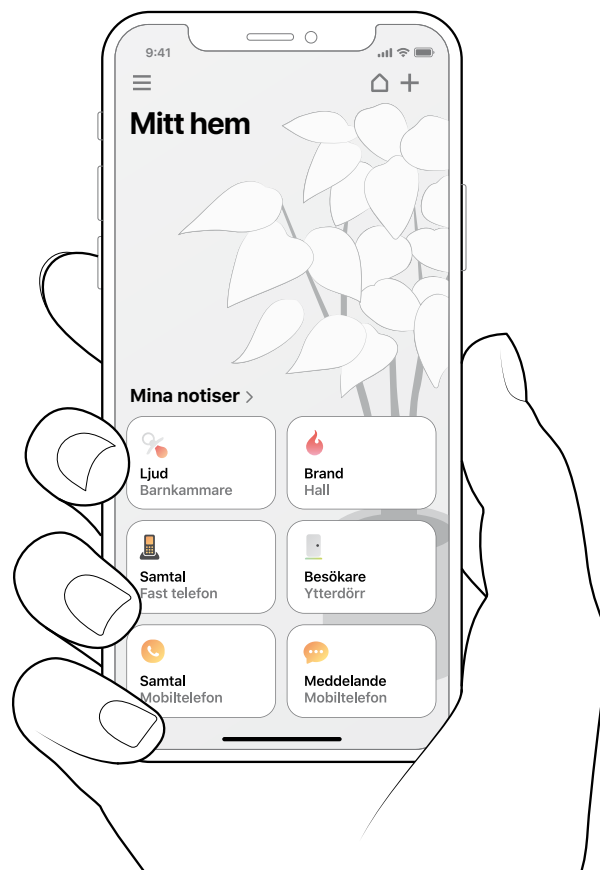 9:41
Mitt hem
Mina notiser >
Ljud
Barnkammare
Brand
Hall
Samtal
Fast telefon
Besökare
Ytterdörr
Samtal
Mobiltelefon
Meddelande
Mobiltelefon